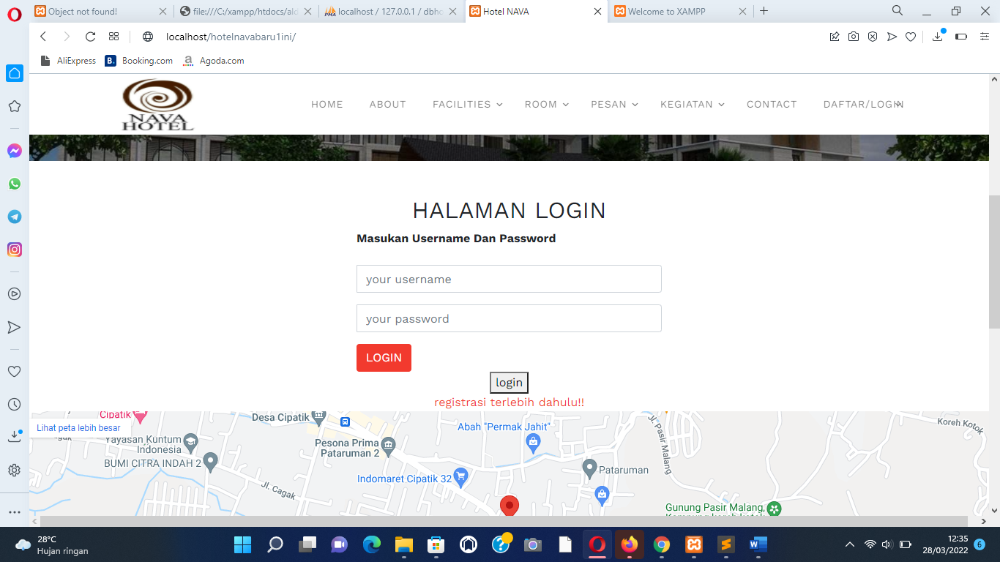 Object not found!
file:///C:/xampp/htdocs/ald
PMA
localhost / 127.0.0.1 / dbho
Hotel NAVA
Welcome to XAMPP
localhost/hotelnavabaru1ini/
AliExpress
B.
Booking.com
a
Agoda.com
NAVA
HOTEL
HOME
ABOUT
FACILITIES
ROOM
PESAN
KEGIATAN
CONTACT
DAFTAR/LOGIN
HALAMAN LOGIN
Masukan Username Dan Password
your username
your password
LOGIN
login
registrasi terlebih dahulu!!
Cipatik
Lihat peta lebih besar
Desa Cipatik
Abah "Permak Jahit"
Jl. Pasir Malang
Koreh Kotok
Yayasan Kuntum
Indonesia
Pesona Prima
Pataruman 2
BUMI CITRA INDAH 2
Pataruman
Jl. Cagak
Indomaret Cipatik 32
Gunung Pasir Malang,
28°C
Hujan ringan
12:35
28/03/2022
6